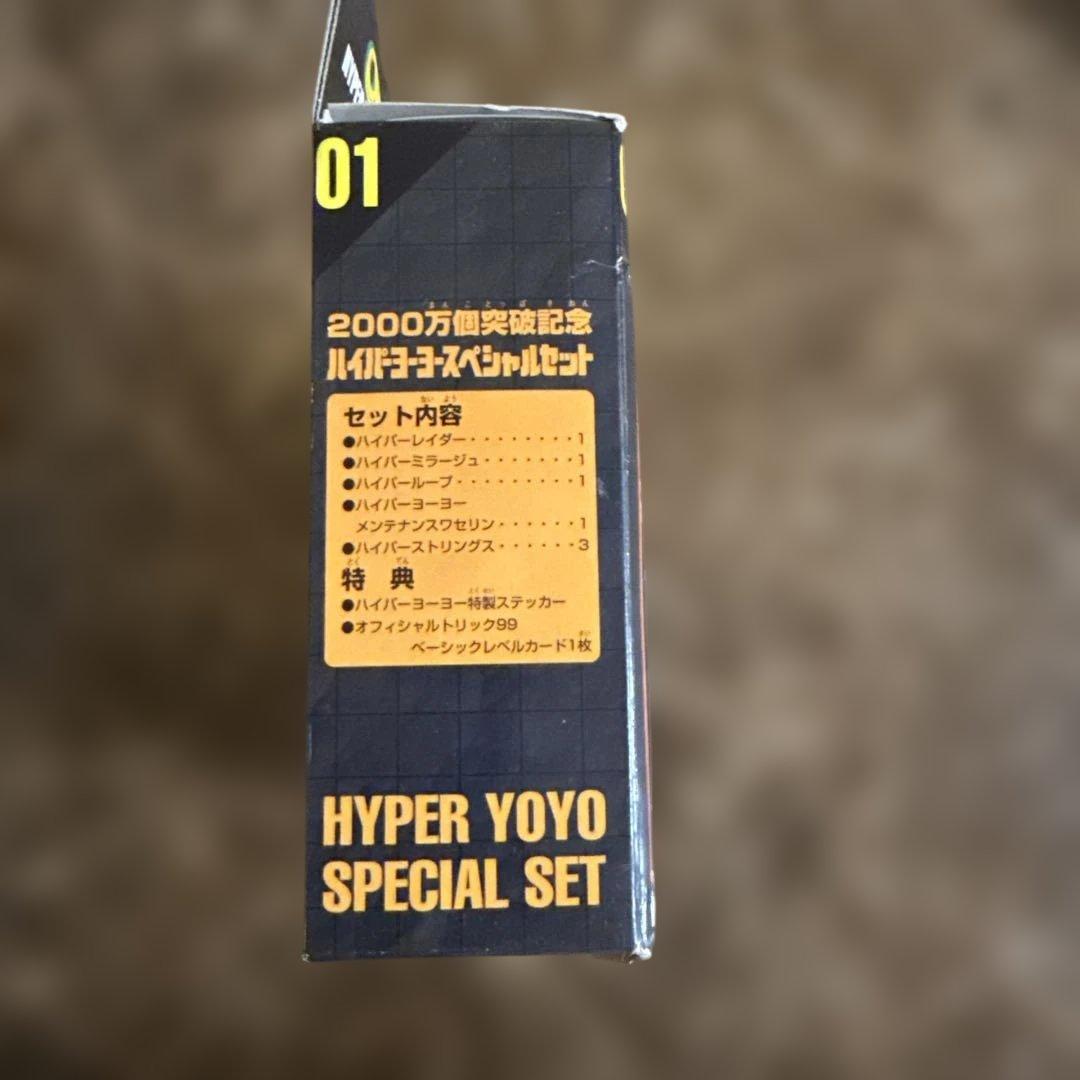 HYPER
01
2000万個突破記念
ハイパーヨーヨースペシャルセット
セット内容
●ハイパーレイダー・・・・・・・・1
●ハイパーミラージュ・・・・・・・1
●ハイパーループ・・・・・・・・・1
●ハイパーヨーヨー
メンテナンスワセリン・・・・・・1
●ハイパーストリングス・・・・・・3
特 典
●ハイパーヨーヨー特製ステッカー
●オフィシャルトリック99
ベーシックレベルカード1枚
HYPER YOYO
SPECIAL SET